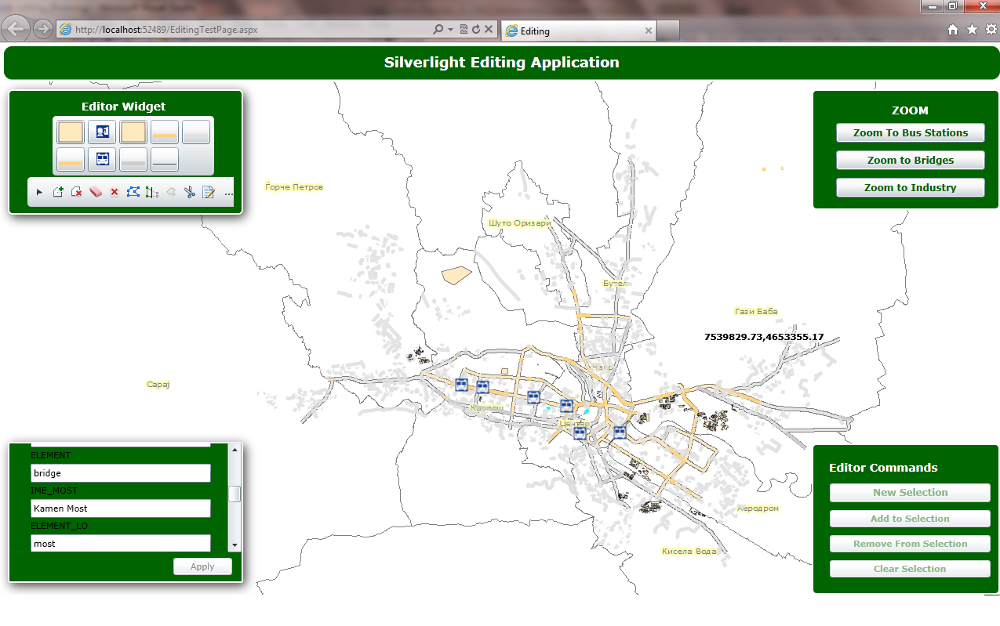 http://localhost:52489/EditingTestPage.aspx
Editing
Silverlight Editing Application
Editor Widget
ZOOM
Zoom To Bus Stations
Zoom to Bridges
Zoom to Industry
Ѓорче Петров
Шуто Оризари
Бутел
Гази Баба
7539829.73,4653355.17
Чаир
Сарај
Карпош
Центар
ELEMENT
bridge
IME_MOST
Kamen Most
ELEMENT_LO
most
Apply
Editor Commands
New Selection
Add to Selection
Remove From Selection
Clear Selection
Аеродром
Кисела Вода